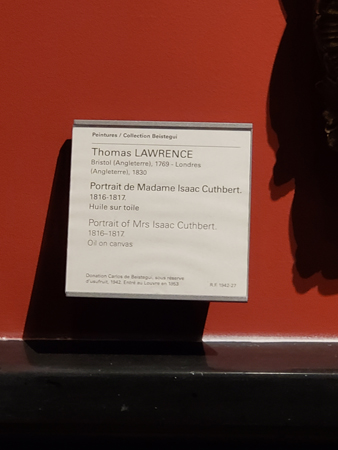 Peintures / Collection Beistegui
Thomas LAWRENCE
Bristol (Angleterre), 1769 - Londres
(Angleterre), 1830
Portrait de Madame Isaac Cuthbert.
1816-1817
Huile sur toile
Portrait of Mrs Isaac Cuthbert.
1816–1817
Oil on canvas
Donation Carlos de Beistegui, sous réserve
d'usufruit, 1942. Entré au Louvre en 1953
R.F. 1942-27